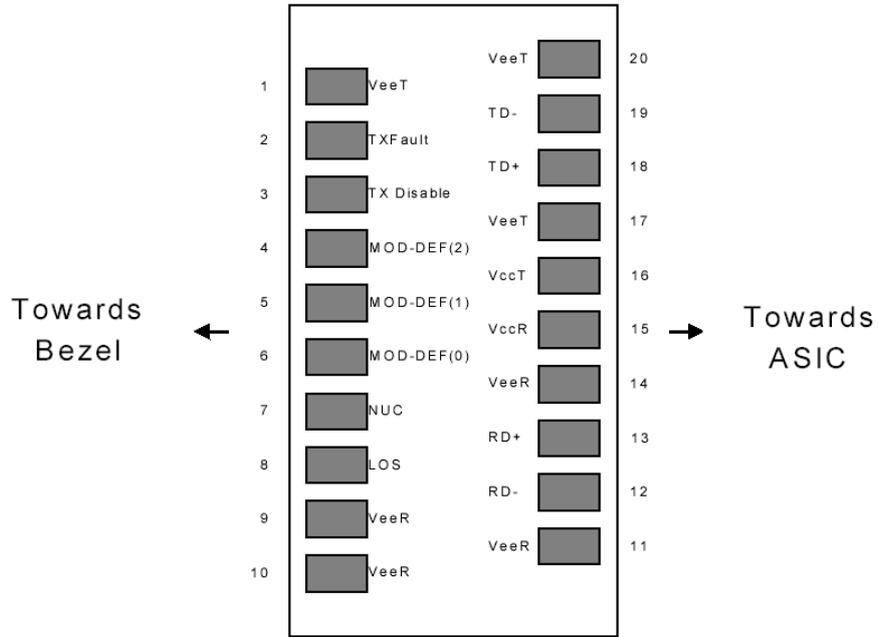 VeeT 20
1 VeeT
TD- 19
2 TXFault
TD+ 18
3 TX Disable
VeeT 17
4 MOD-DEF(2)
VccT 16
5 MOD-DEF(1)
Towards
Bezel
VccR 15
Towards
ASIC
6 MOD-DEF(0)
VeeR 14
7 NUC
RD+ 13
8 LOS
RD- 12
9 VeeR
VeeR 11
10 VeeR